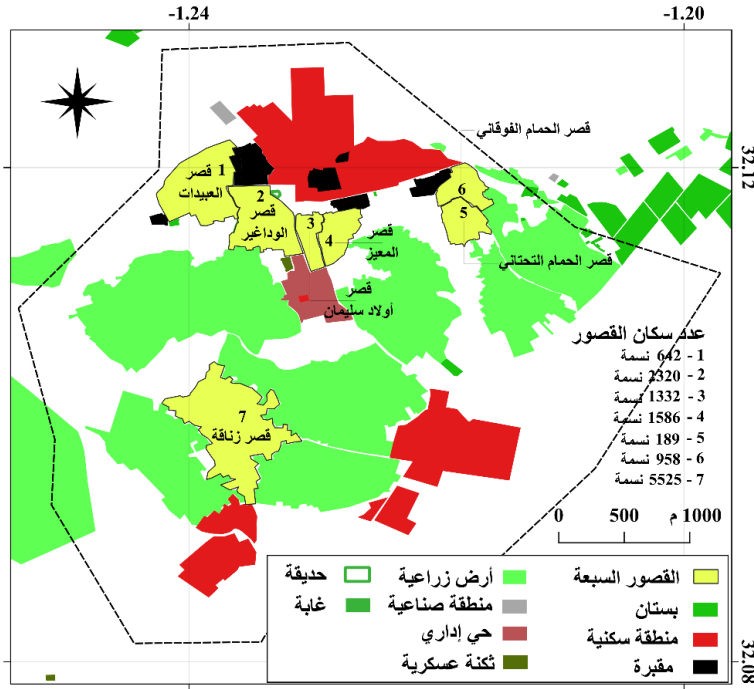 -1.24
-1.20
قصر الحمام الفوقاني
32.12
1
قصر
العبيدات
2
قصر
الوداغير
3
4
قصر
المعيز
6
5
قصر الحمام التحتاني
قصر
أولاد سليمان
7
قصر زناقة
عدد سكان القصور
1 - 642 نسمة
2 - 2320 نسمة
3 - 1332 نسمة
4 - 1586 نسمة
5 - 189 نسمة
6 - 958 نسمة
7 - 5525 نسمة
0 500 1000 م
القصور السبعة
بستان
منطقة سكنية
مقبرة
أرض زراعية
منطقة صناعية
حي إداري
ثكنة عسكرية
حديقة
غابة
32.08